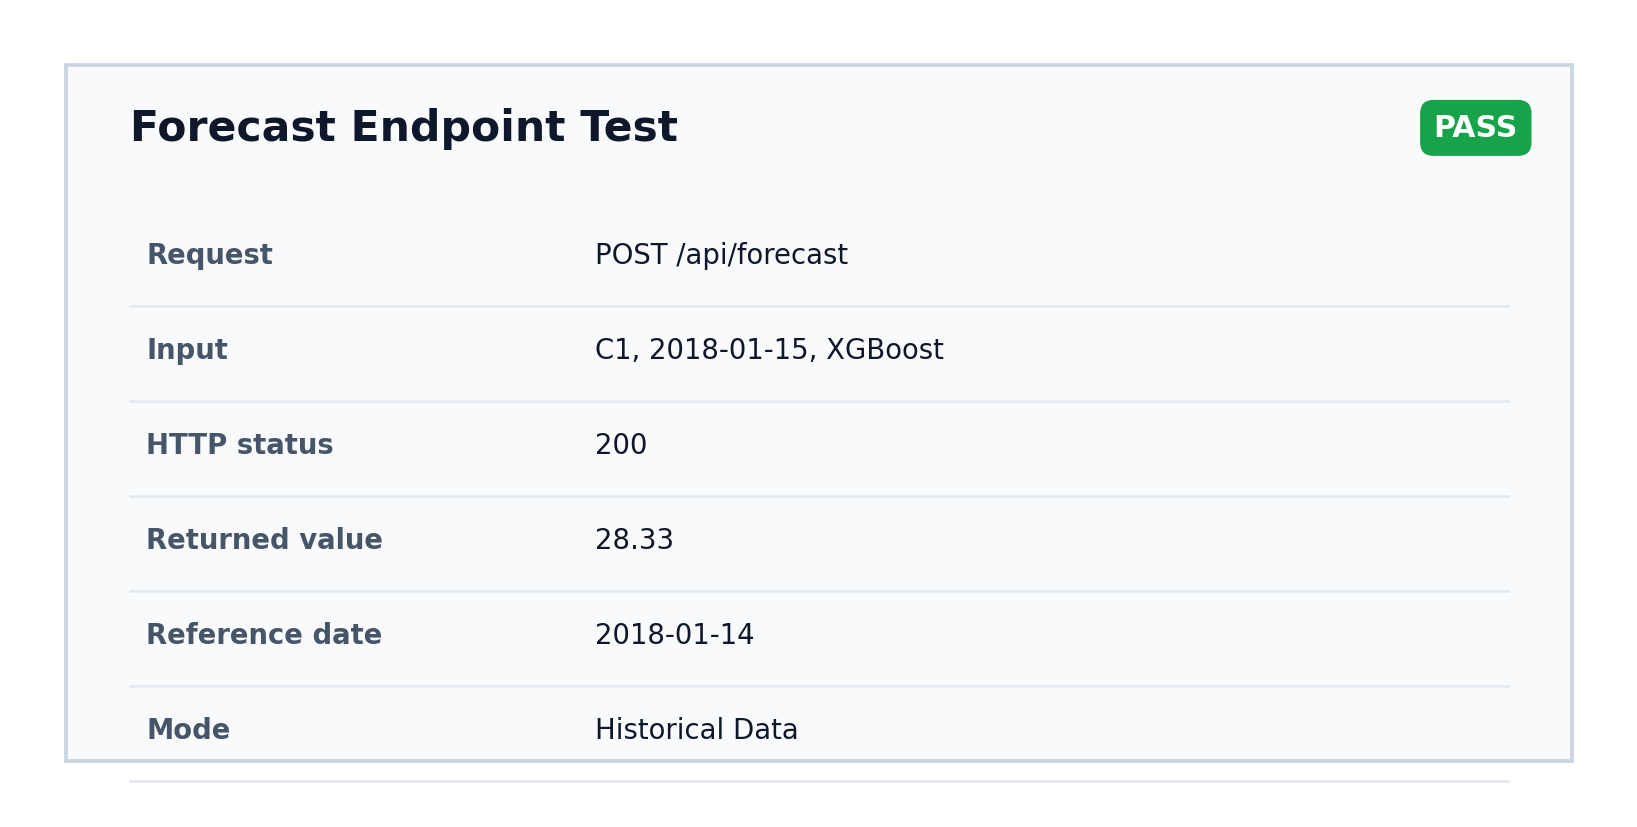 Forecast Endpoint Test PASS
Request POST /api/forecast
Input C1, 2018-01-15, XGBoost
HTTP status 200
Returned value 28.33
Reference date 2018-01-14
Mode Historical Data